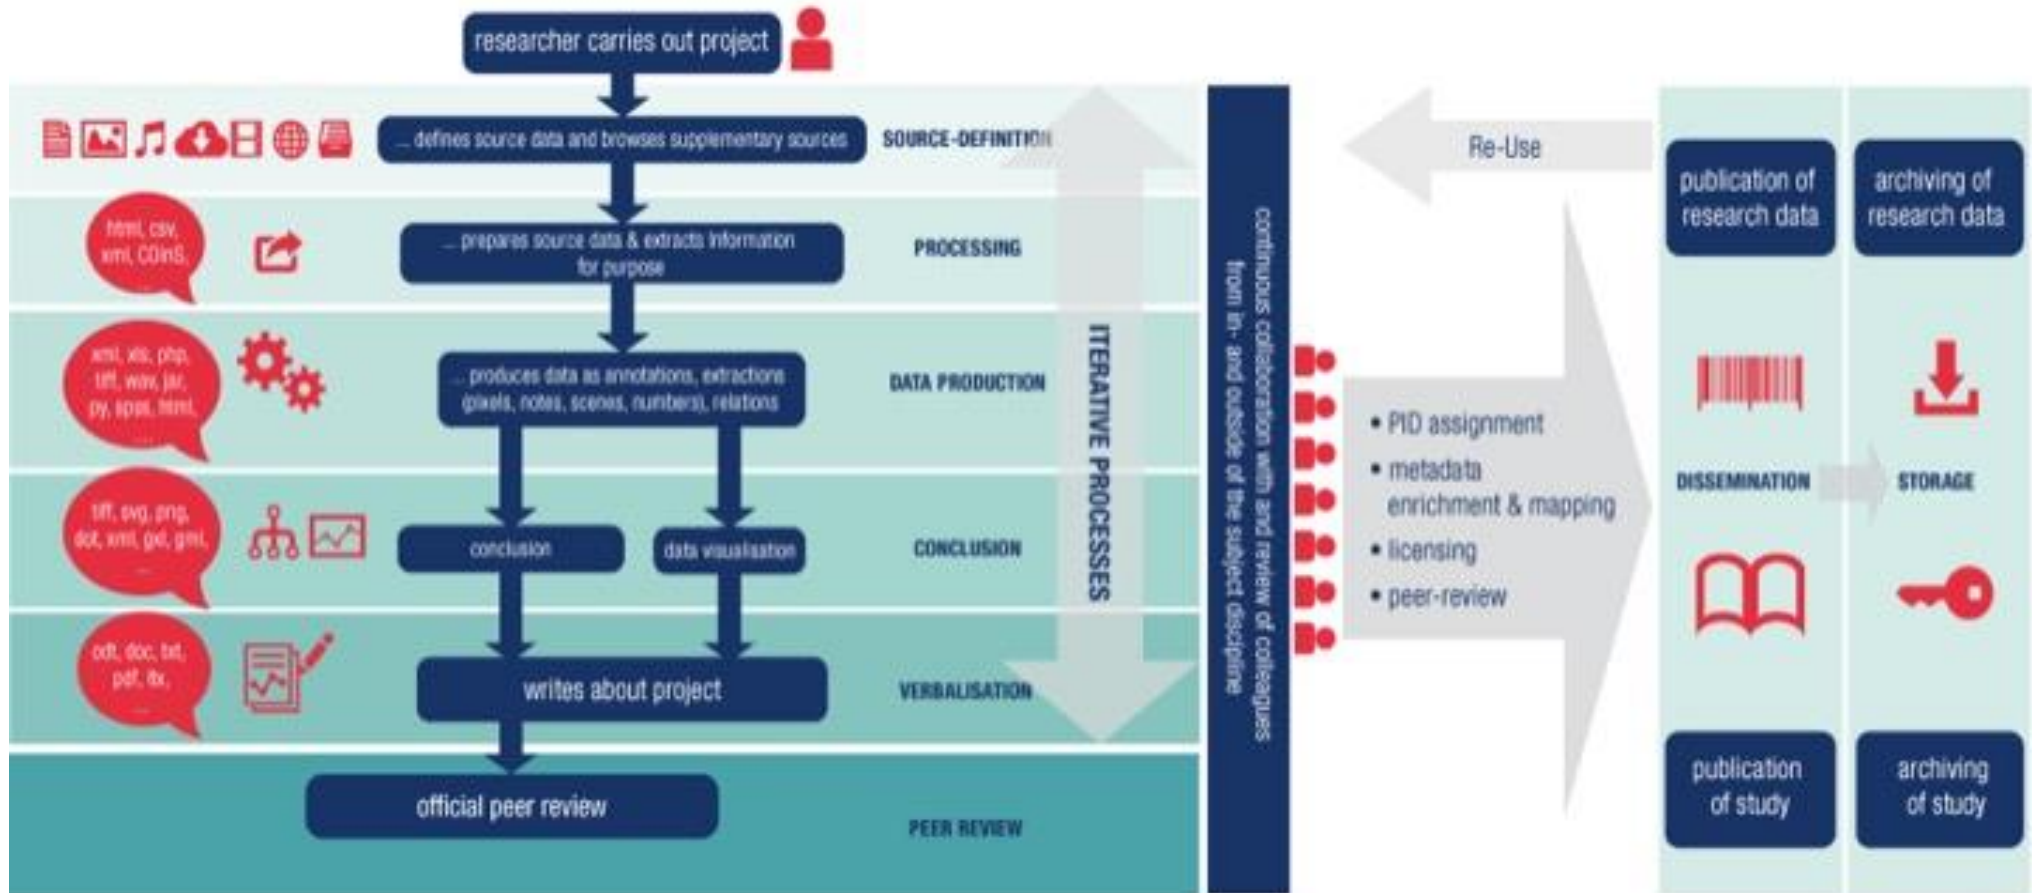 researcher carries out project
... defines source data and browses supplementary sources
SOURCE-DEFINITION
html, csv,
xml, COinS,
...
... prepares source data & extracts Information
for purpose
PROCESSING
xml, xls, php,
tiff, wav, jar,
py, spss, html,
....
... produces data as annotations, extractions
(pixels, notes, scenes, numbers), relations
DATA PRODUCTION
tiff, svg, png,
dot, xml, gxl, gml,
...
conclusion
data visualisation
CONCLUSION
odt, doc, txt,
pdf, ltx,
...
writes about project
VERBALISATION
official peer review
PEER REVIEW
ITERATIVE PROCESSES
continuous collaboration with and review of colleagues
from in- and outside of the subject discipline
Re-Use
• PID assignment
• metadata
enrichment & mapping
• licensing
• peer-review
publication of
research data
archiving of
research data
DISSEMINATION
STORAGE
publication
of study
archiving
of study